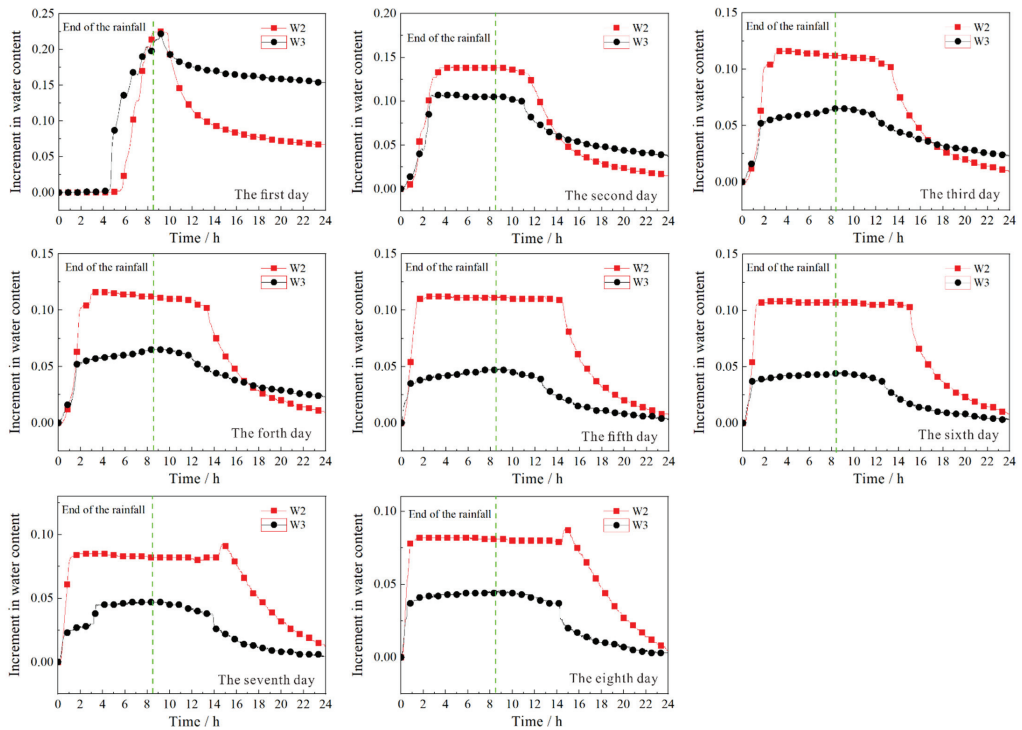 End of the rainfall
W2
W3
0.25
0.20
0.15
0.10
0.05
0.00
Increment in water content
The first day
0 2 4 6 8 10 12 14 16 18 20 22 24
Time / h
End of the rainfall
W2
W3
0.20
0.15
0.10
0.05
0.00
Increment in water content
The second day
0 2 4 6 8 10 12 14 16 18 20 22 24
Time / h
End of the rainfall
W2
W3
0.15
0.10
0.05
0.00
Increment in water content
The third day
0 2 4 6 8 10 12 14 16 18 20 22 24
Time / h
End of the rainfall
W2
W3
0.15
0.10
0.05
0.00
Increment in water content
The forth day
0 2 4 6 8 10 12 14 16 18 20 22 24
Time / h
End of the rainfall
W2
W3
0.15
0.10
0.05
0.00
Increment in water content
The fifth day
0 2 4 6 8 10 12 14 16 18 20 22 24
Time / h
End of the rainfall
W2
W3
0.15
0.10
0.05
0.00
Increment in water content
The sixth day
0 2 4 6 8 10 12 14 16 18 20 22 24
Time / h
End of the rainfall
W2
W3
0.10
0.05
0.00
Increment in water content
The seventh day
0 2 4 6 8 10 12 14 16 18 20 22 24
Time / h
End of the rainfall
W2
W3
0.10
0.05
0.00
Increment in water content
The eighth day
0 2 4 6 8 10 12 14 16 18 20 22 24
Time / h